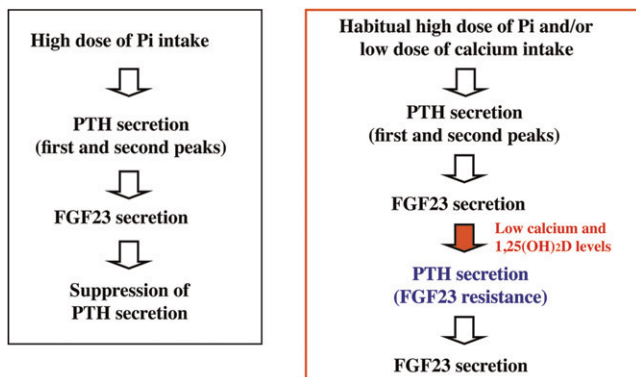 High dose of Pi intake
PTH secretion
(first and second peaks)
FGF23 secretion
Suppression of
PTH secretion
Habitual high dose of Pi and/or
low dose of calcium intake
PTH secretion
(first and second peaks)
FGF23 secretion
Low calcium and
1,25(OH)2D levels
PTH secretion
(FGF23 resistance)
FGF23 secretion